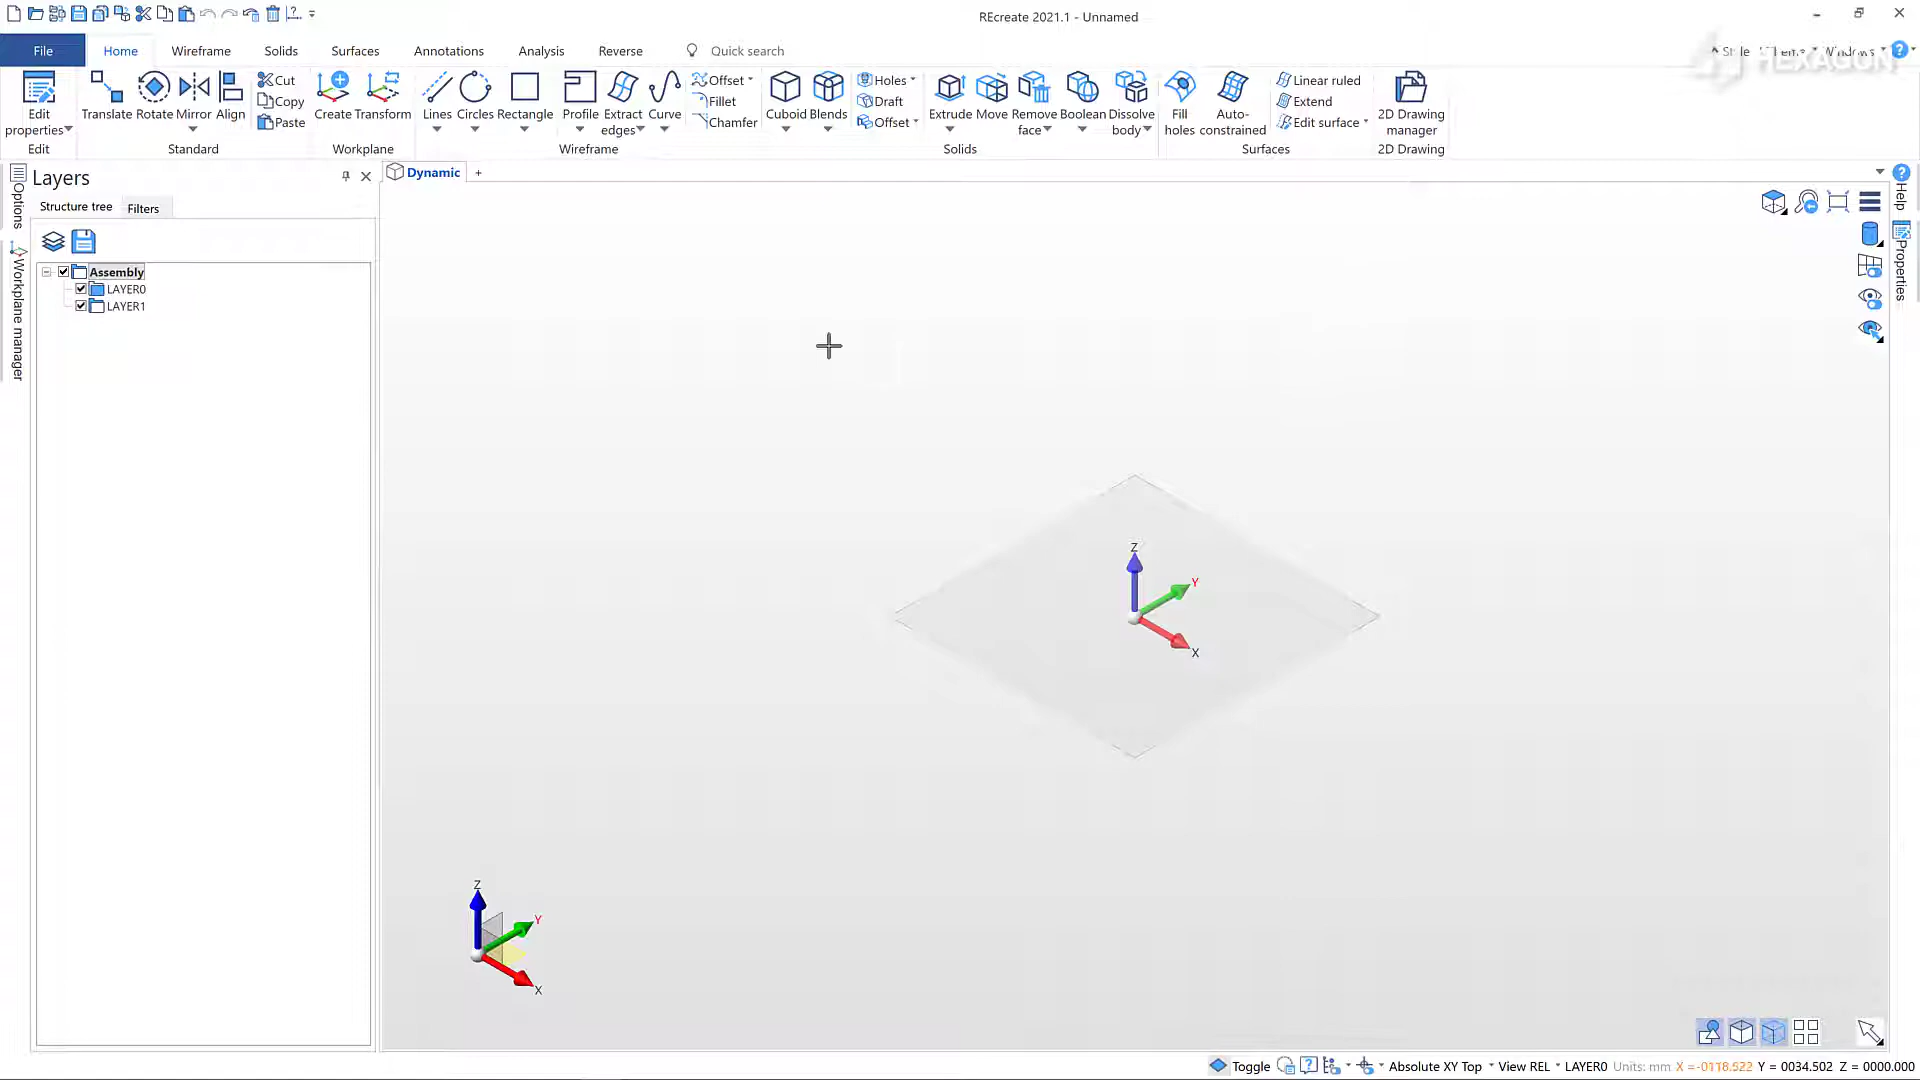 REcreate 2021.1 - Unnamed
File Home Wireframe Solids Surfaces Annotations Analysis Reverse Quick search Style Theme Windows
HEXAGON
Edit properties Translate Rotate Mirror Align Cut Copy Paste Create Transform Lines Circles Rectangle Profile Extract edges Curve Offset Fillet Chamfer Cuboid Blends Holes Draft Offset Extrude Move Remove face Boolean Dissolve body Fill holes Auto-constrained Linear ruled Extend Edit surface 2D Drawing manager
Edit Standard Workplane Wireframe Solids Surfaces 2D Drawing
Options
Workplane manager
Layers
Structure tree Filters
Assembly
LAYER0
LAYER1
Dynamic +
Help
Properties
Z
Y
X
Z
Y
X
Toggle Absolute XY Top View REL LAYER0 Units: mm X =-0118.522 Y = 0034.502 Z = 0000.000